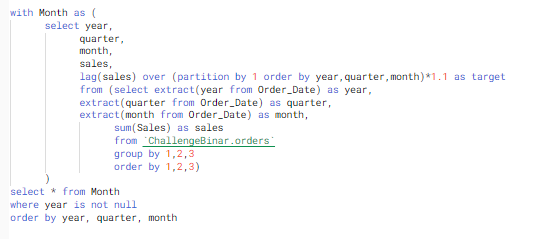 with Month as (
select year,
quarter,
month,
sales,
lag(sales) over (partition by 1 order by year,quarter,month)*1.1 as target
from (select extract(year from Order_Date) as year,
extract(quarter from Order_Date) as quarter,
extract(month from Order_Date) as month,
sum(Sales) as sales
from `ChallengeBinar.orders`
group by 1,2,3
order by 1,2,3)
)
select * from Month
where year is not null
order by year, quarter, month